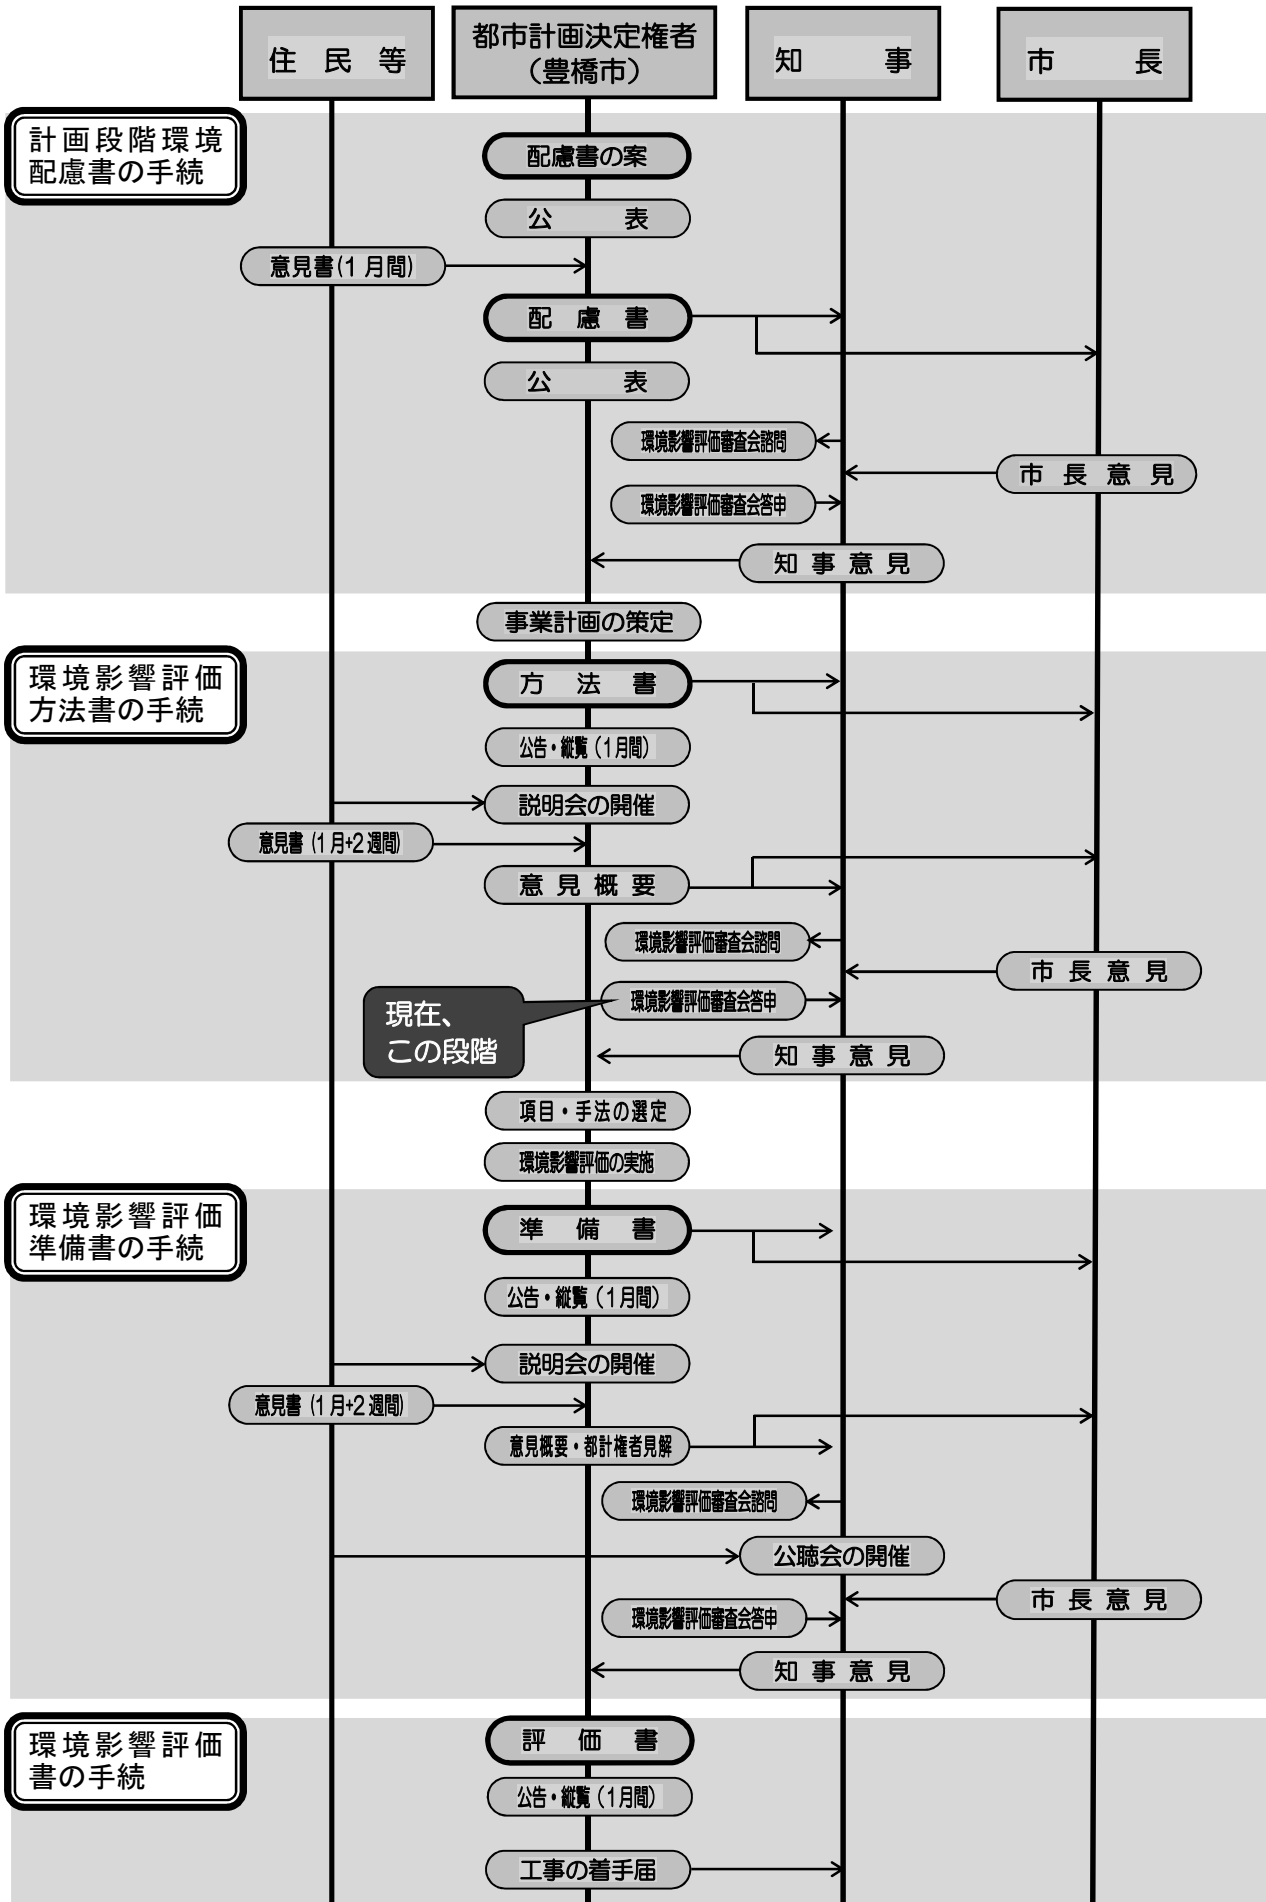 住民等
都市計画決定権者
(豊橋市)
知事
市長
計画段階環境
配慮書の手続
配慮書の案
公表
意見書(1月間)
配慮書
公表
環境影響評価審査会諮問
市長意見
環境影響評価審査会答申
知事意見
事業計画の策定
環境影響評価
方法書の手続
方法書
公告・縦覧(1月間)
説明会の開催
意見書(1月+2週間)
意見概要
環境影響評価審査会諮問
市長意見
環境影響評価審査会答申
現在、
この段階
知事意見
項目・手法の選定
環境影響評価の実施
環境影響評価
準備書の手続
準備書
公告・縦覧(1月間)
説明会の開催
意見書(1月+2週間)
意見概要・都計権者見解
環境影響評価審査会諮問
公聴会の開催
市長意見
環境影響評価審査会答申
知事意見
環境影響評価
書の手続
評価書
公告・縦覧(1月間)
工事の着手届